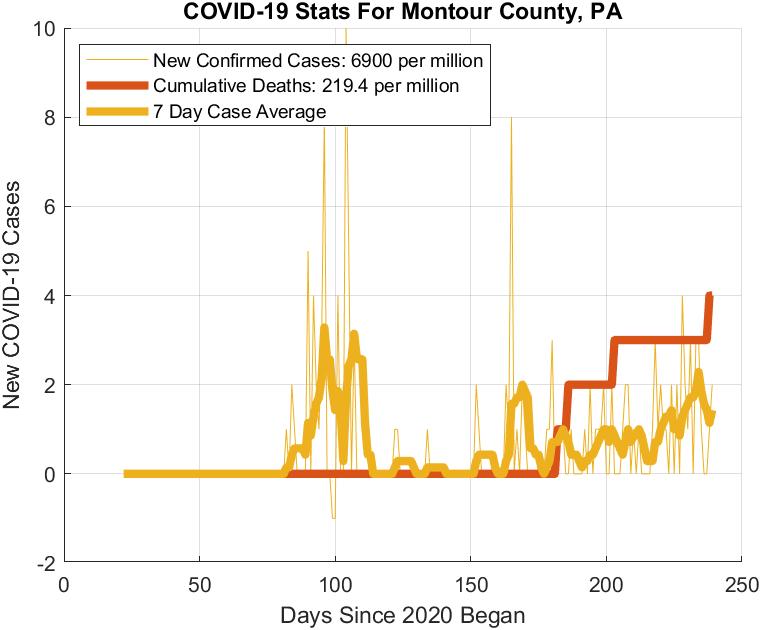 COVID-19 Stats For Montour County, PA
New Confirmed Cases: 6900 per million
Cumulative Deaths: 219.4 per million
7 Day Case Average
New COVID-19 Cases
10
8
6
4
2
0
-2
0 50 100 150 200 250
Days Since 2020 Began